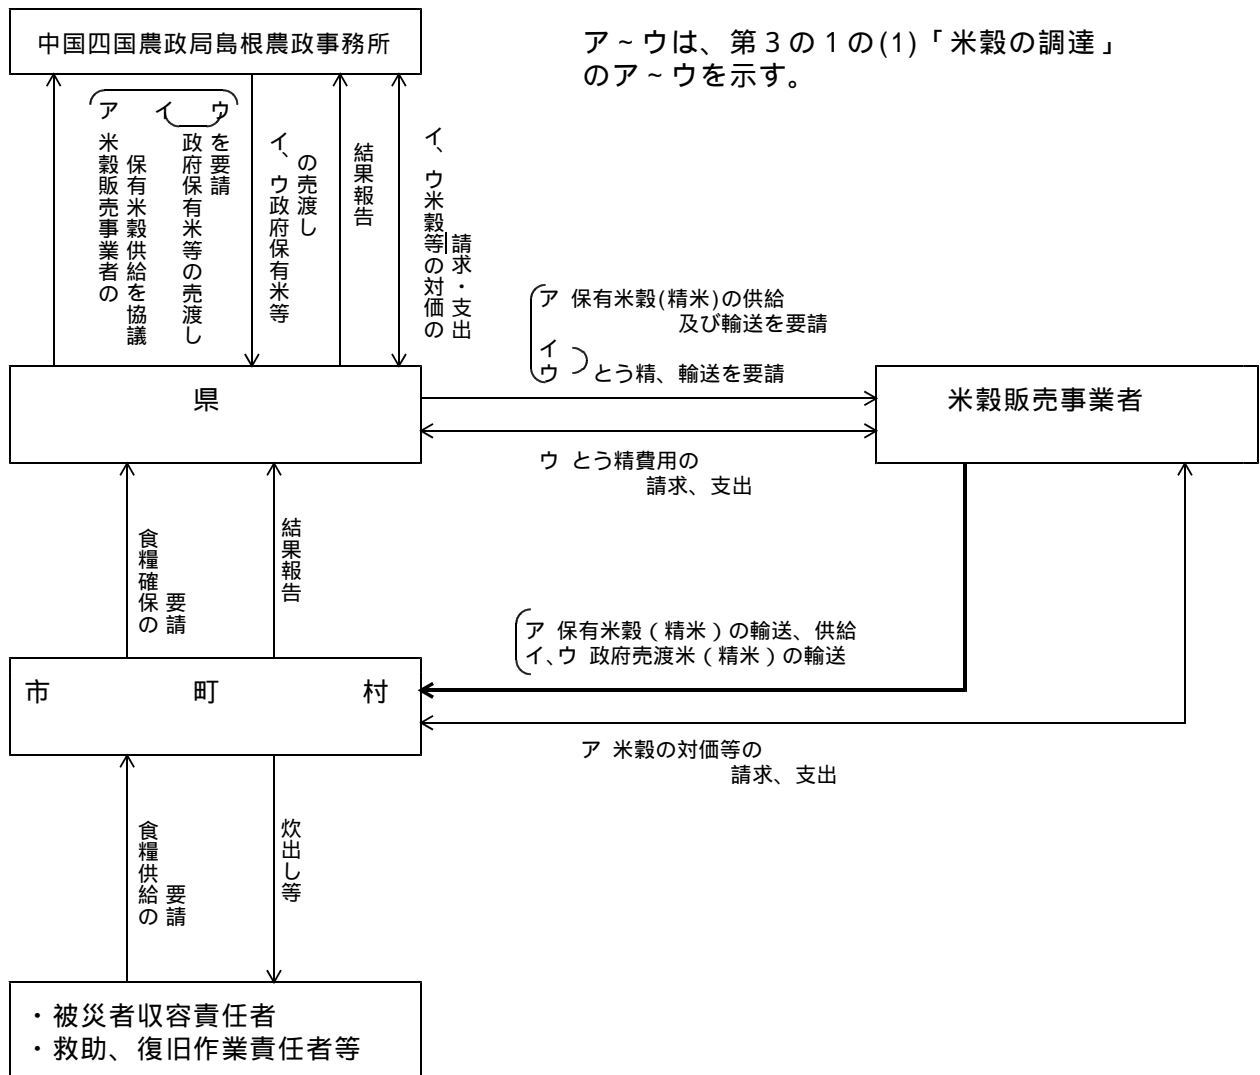 中国四国農政局島根農政事務所
ア～ウは、第３の１の(1)「米穀の調達」
のア～ウを示す。
ア 米穀販売事業者の
保有米穀供給を協議
イ ウ
政府保有米等の売渡し
を要請
イ、ウ政府保有米等
の売渡し
結果報告
イ、ウ米穀等の対価の
請求・支出
ア 保有米穀(精米)の供給
及び輸送を要請
イ
ウ とう精、輸送を要請
県
米穀販売事業者
ウ とう精費用の
請求、支出
食糧確保の
要請
結果報告
ア 保有米穀（精米）の輸送、供給
イ、ウ 政府売渡米（精米）の輸送
市 町 村
ア 米穀の対価等の
請求、支出
食糧供給の
要請
炊出し等
・被災者収容責任者
・救助、復旧作業責任者等